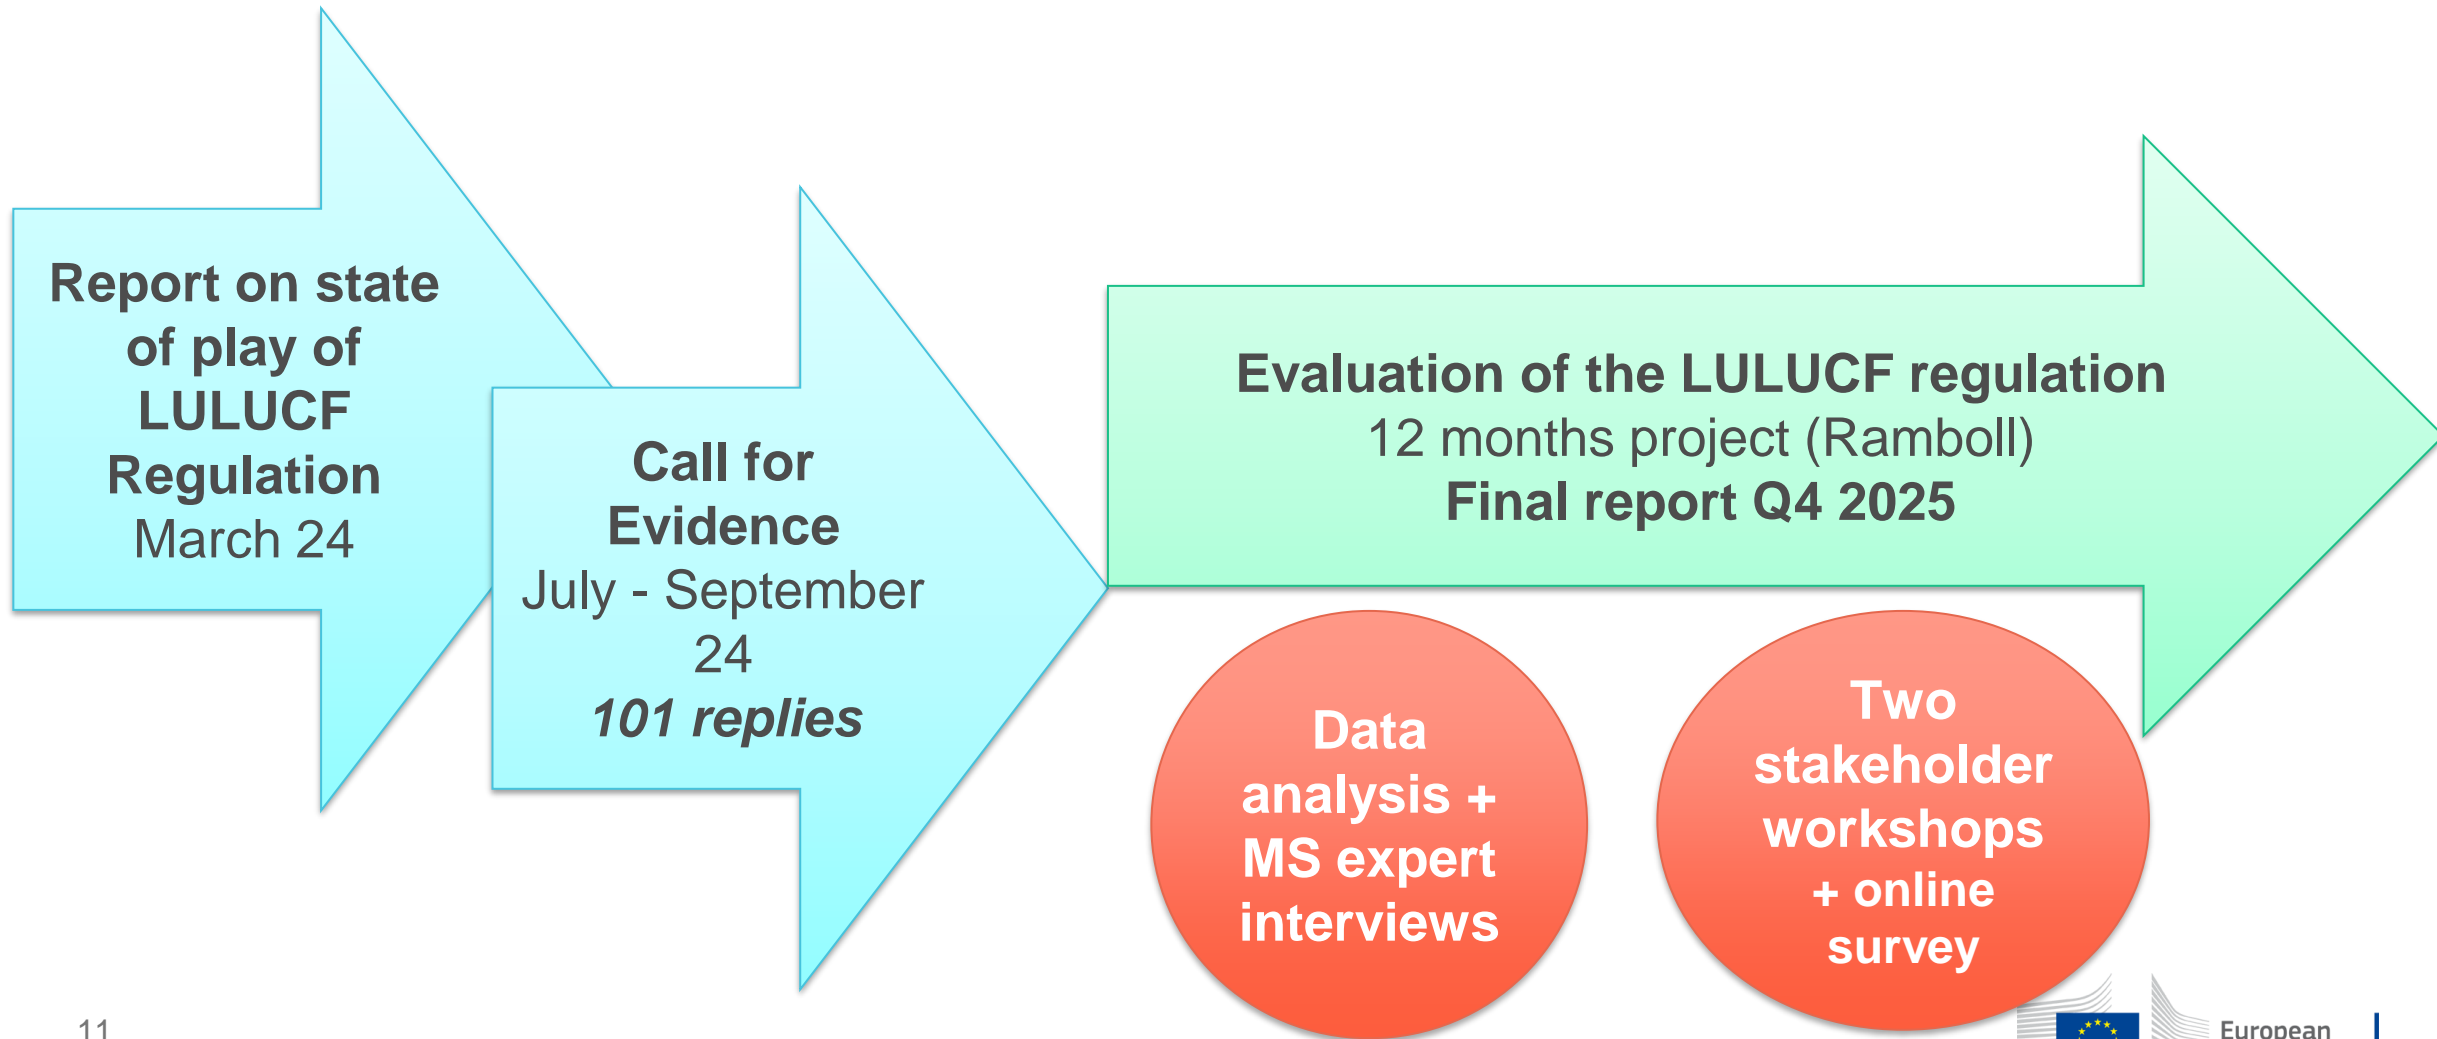 Report on state
of play of
LULUCF
Regulation
March 24
Call for
Evidence
July - September
24
101 replies
Evaluation of the LULUCF regulation
12 months project (Ramboll)
Final report Q4 2025
Data
analysis +
MS expert
interviews
Two
stakeholder
workshops
+ online
survey
11
European